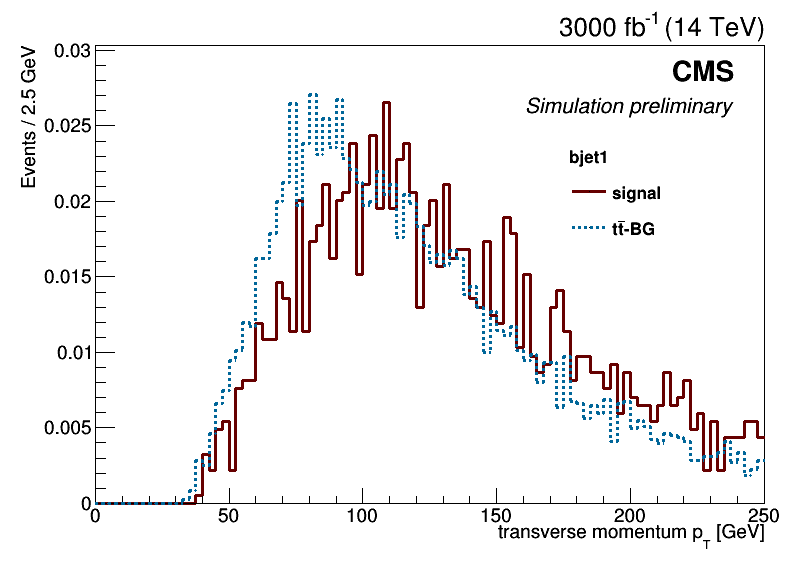 3000 fb⁻¹ (14 TeV)
CMS
Simulation preliminary
bjet1
signal
tt̄-BG
Events / 2.5 GeV
0.03
0.025
0.02
0.015
0.01
0.005
0
0 50 100 150 200 250
transverse momentum p_T [GeV]